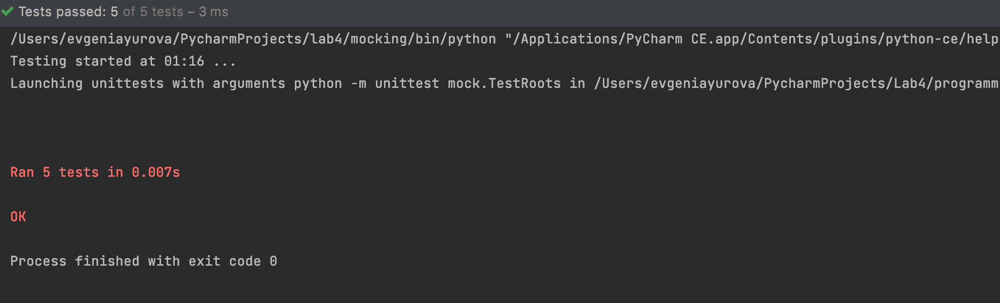 Tests passed: 5 of 5 tests – 3 ms
/Users/evgeniayurova/PycharmProjects/lab4/mocking/bin/python "/Applications/PyCharm CE.app/Contents/plugins/python-ce/help
Testing started at 01:16 ...
Launching unittests with arguments python -m unittest mock.TestRoots in /Users/evgeniayurova/PycharmProjects/Lab4/programm
Ran 5 tests in 0.007s
OK
Process finished with exit code 0